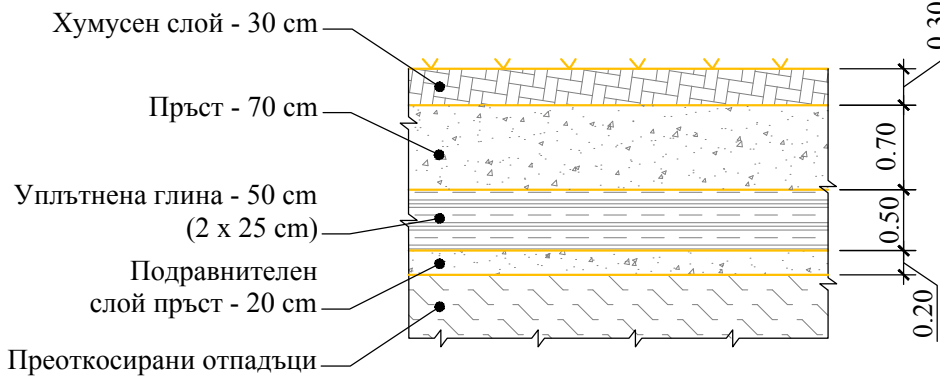 Хумусен слой - 30 cm
Пръст - 70 cm
Уплътнена глина - 50 cm
(2 x 25 cm)
Подравнителен
слой пръст - 20 cm
Преоткосирани отпадъци
0.30
0.70
0.50
0.20